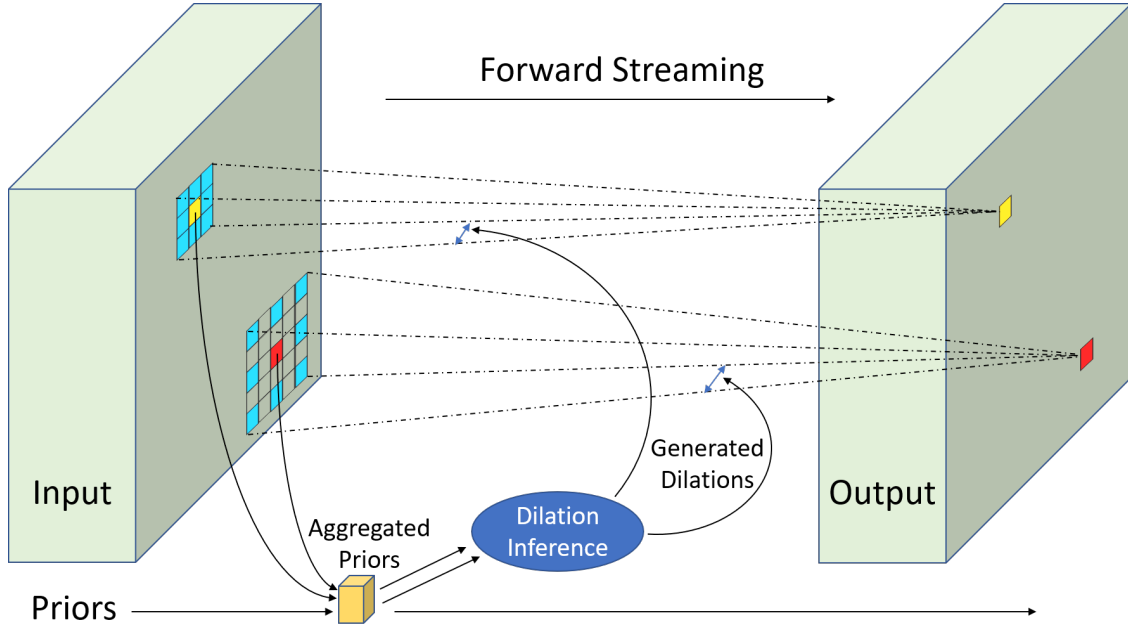 Forward Streaming
Input
Output
Generated
Dilations
Dilation
Inference
Aggregated
Priors
Priors